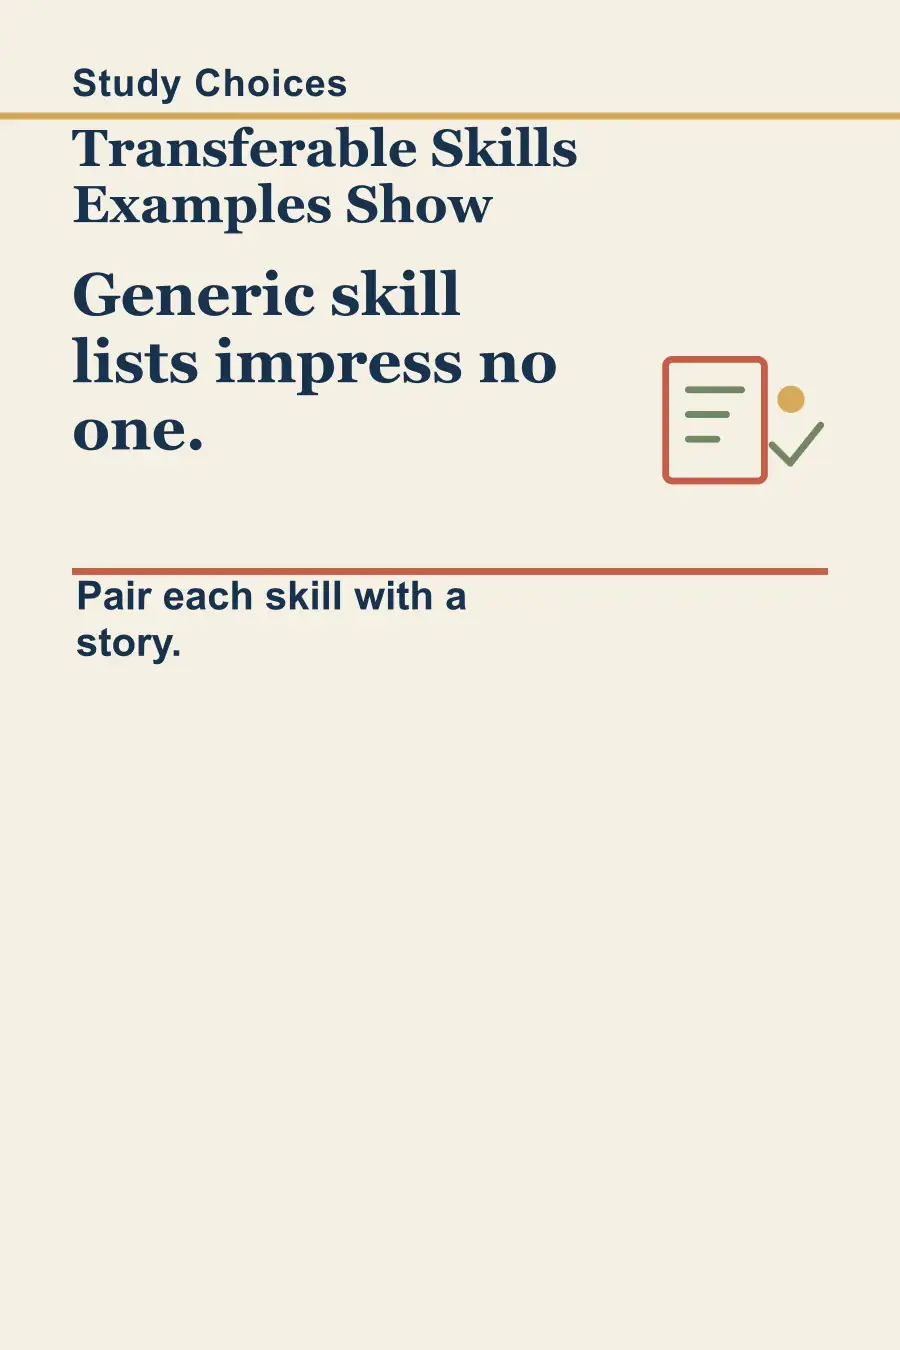 Study Choices
Transferable Skills
Examples Show
Generic skill
lists impress no
one.
Pair each skill with a
story.